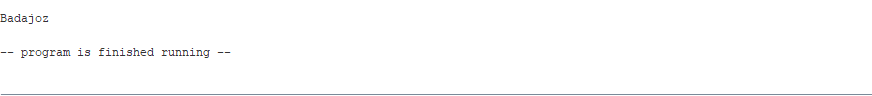 Badajoz
-- program is finished running --